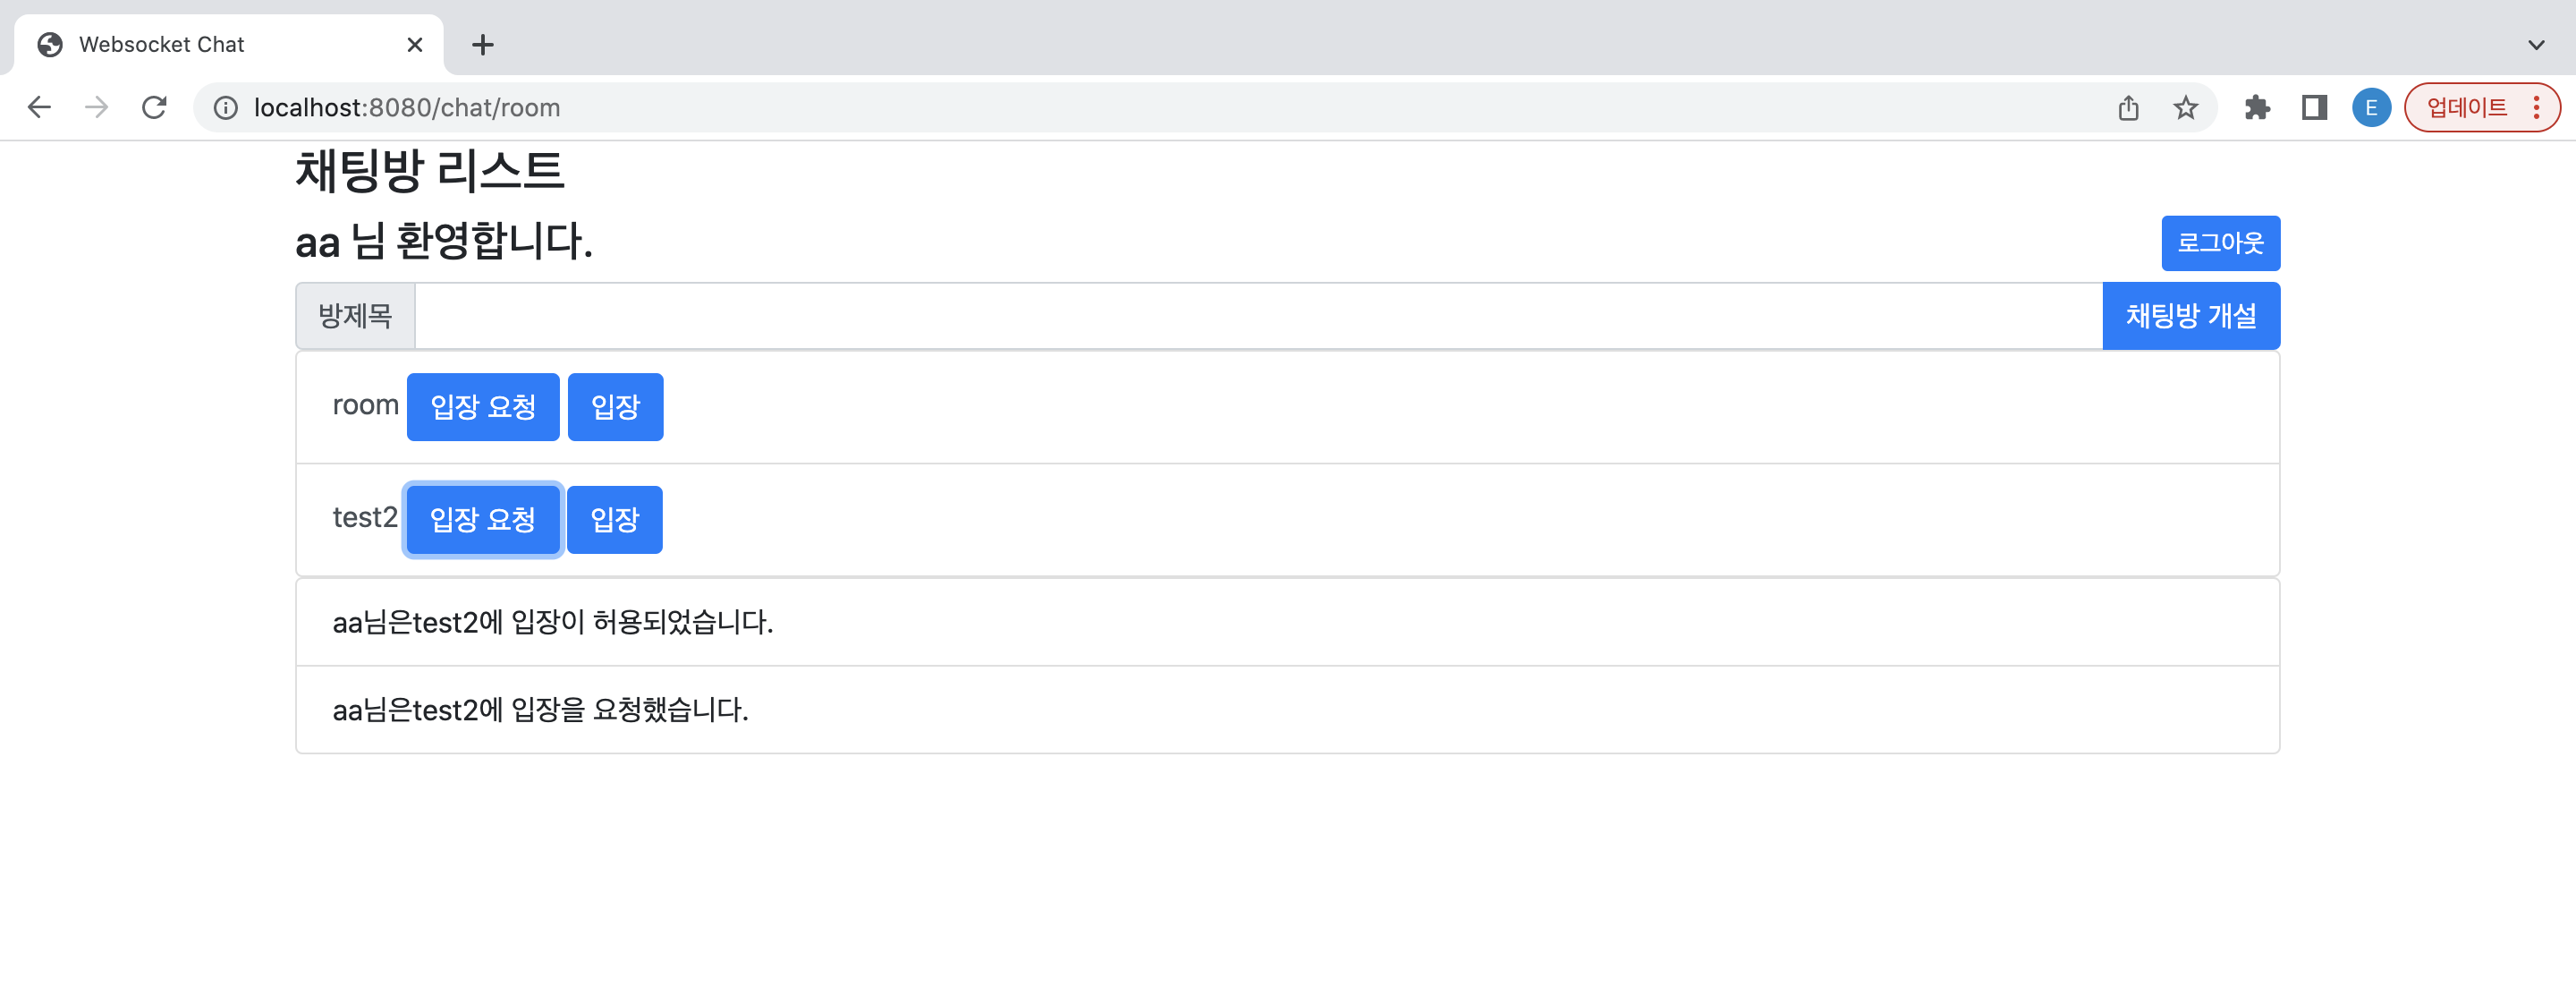 Websocket Chat
localhost:8080/chat/room
E
업데이트
채팅방 리스트
aa 님 환영합니다.
로그아웃
방제목
채팅방 개설
room 입장 요청 입장
test2 입장 요청 입장
aa님은test2에 입장이 허용되었습니다.
aa님은test2에 입장을 요청했습니다.